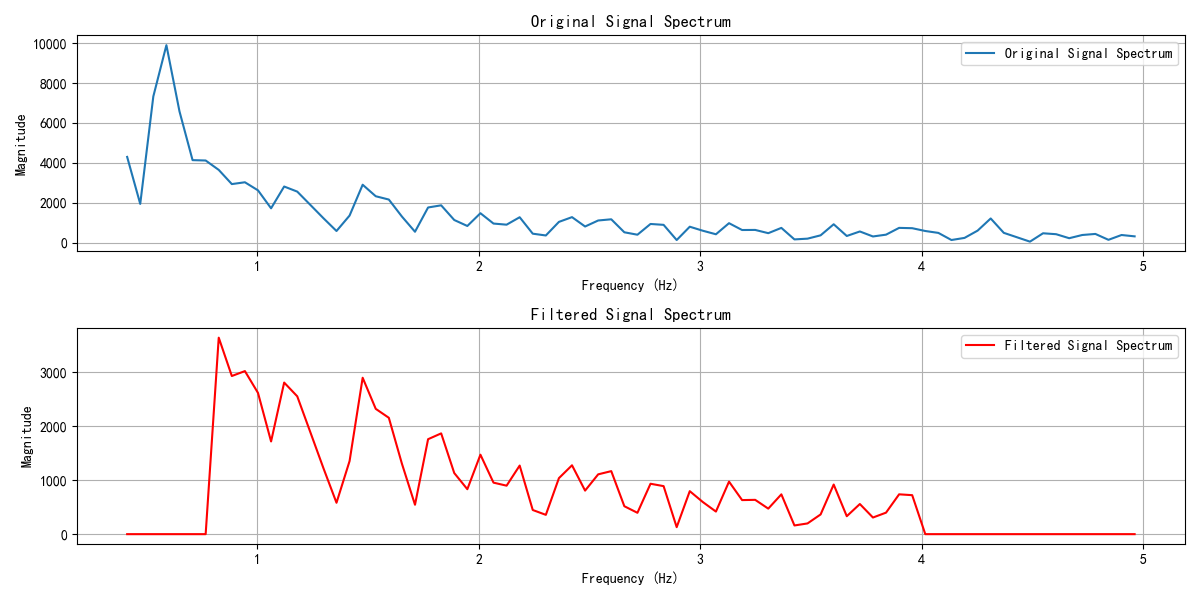 Original Signal Spectrum
Original Signal Spectrum
Magnitude
10000
8000
6000
4000
2000
0
1 2 3 4 5
Frequency (Hz)
Filtered Signal Spectrum
Filtered Signal Spectrum
Magnitude
3000
2000
1000
0
1 2 3 4 5
Frequency (Hz)